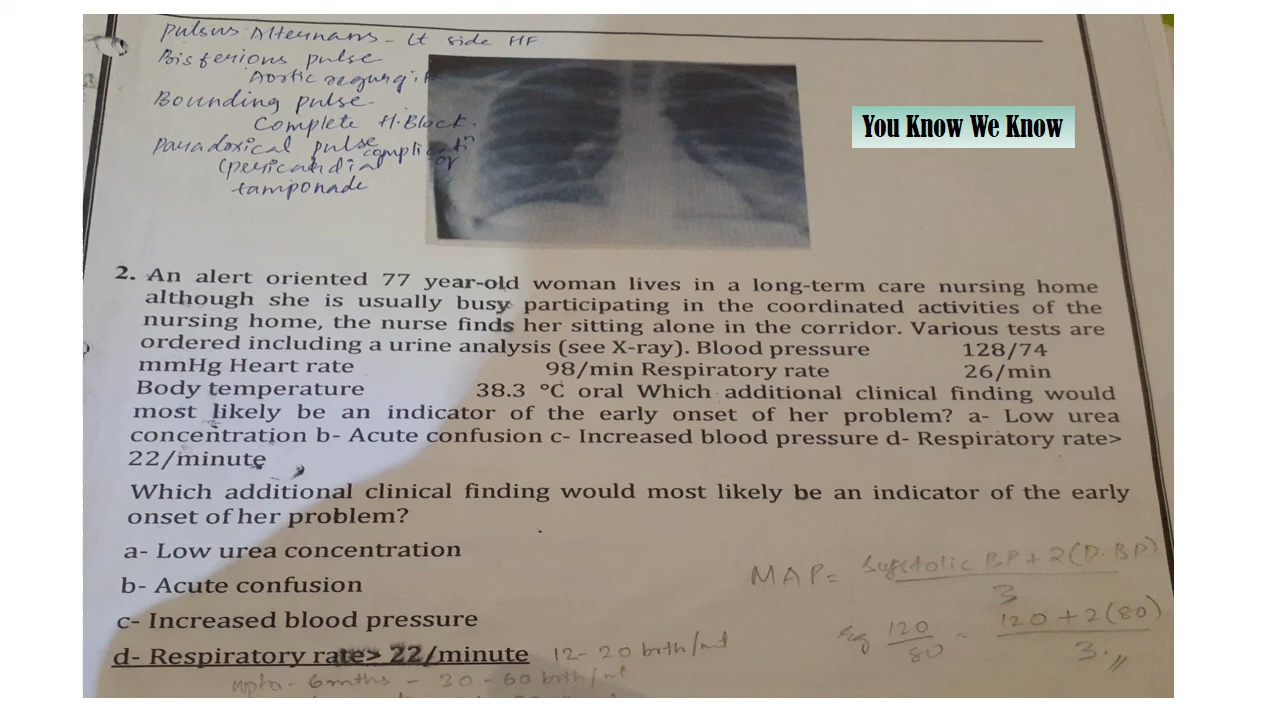 Pulsus Alternans - Lt side HF
Bisferious pulse
Aortic regurgit
Bounding pulse-
Complete H.Block.
Paradoxical pulse
complicatn
(pericardial or
tamponade
You Know We Know
2. An alert oriented 77 year-old woman lives in a long-term care nursing home
although she is usually busy participating in the coordinated activities of the
nursing home, the nurse finds her sitting alone in the corridor. Various tests are
ordered including a urine analysis (see X-ray). Blood pressure 128/74
mmHg Heart rate 98/min Respiratory rate 26/min
Body temperature 38.3 °C oral Which additional clinical finding would
most likely be an indicator of the early onset of her problem? a- Low urea
concentration b- Acute confusion c- Increased blood pressure d- Respiratory rate>
22/minute
Which additional clinical finding would most likely be an indicator of the early
onset of her problem?
a- Low urea concentration
b- Acute confusion
c- Increased blood pressure
d- Respiratory rate> 22/minute 12-20 brth/mt
upto - 6mths - 30 - 60 brth/mt
MAP= Systolic BP + 2(D.BP)
3
Eg 120 = 120 + 2(80)
80 3.